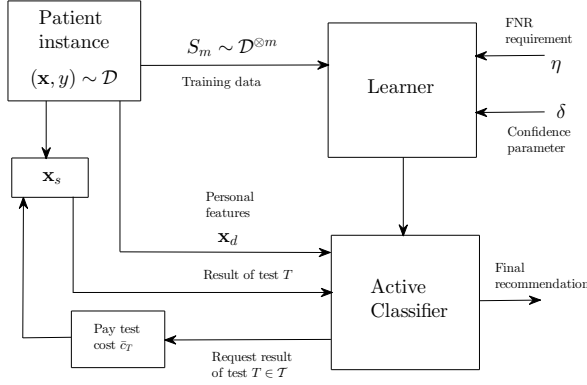 Patient
instance
(x, y) ∼ 𝒟
S_m ∼ 𝒟^{⊗m}
Training data
Learner
FNR
requirement
η
δ
Confidence
parameter
x_s
Personal
features
x_d
Result of test T
Active
Classifier
Final
recommendation
Pay test
cost c̄_T
Request result
of test T ∈ 𝒯